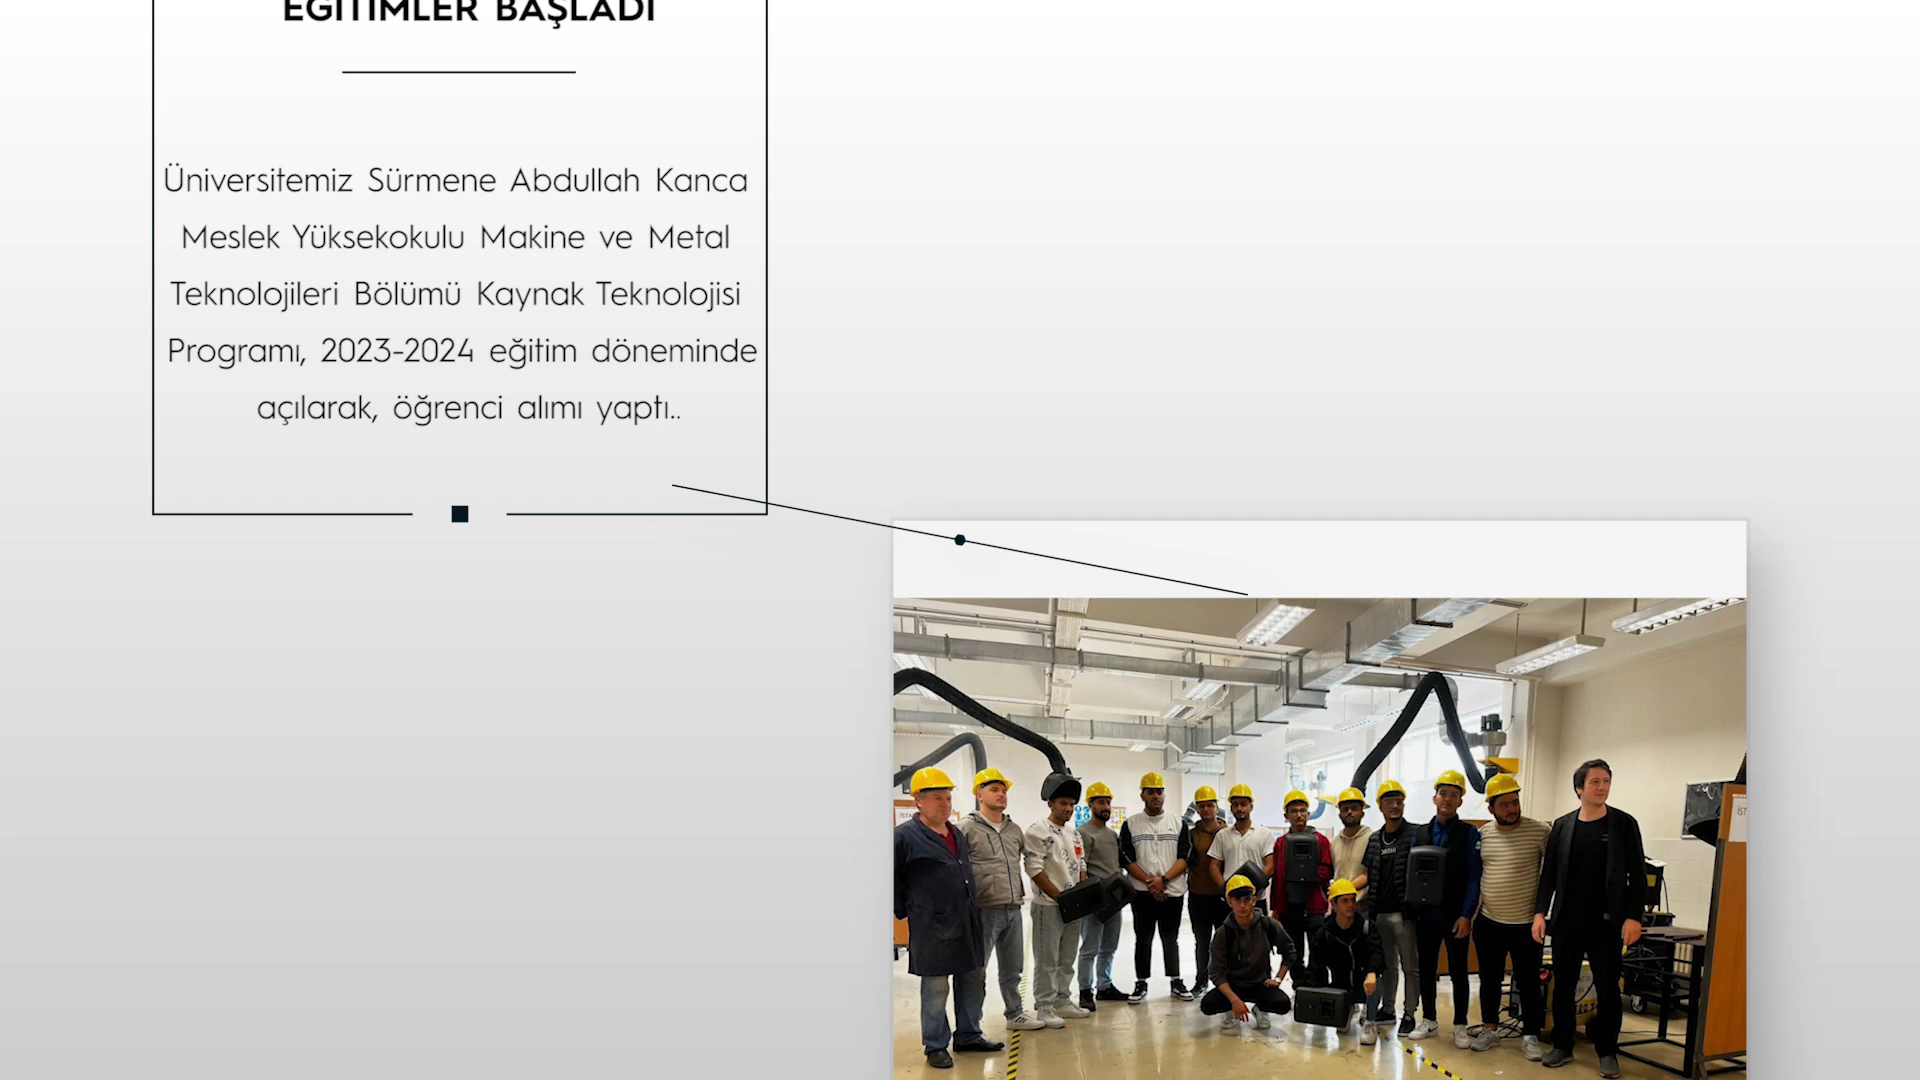 EĞİTİMLER BAŞLADI
Üniversitemiz Sürmene Abdullah Kanca
Meslek Yüksekokulu Makine ve Metal
Teknolojileri Bölümü Kaynak Teknolojisi
Programı, 2023-2024 eğitim döneminde
açılarak, öğrenci alımı yaptı..